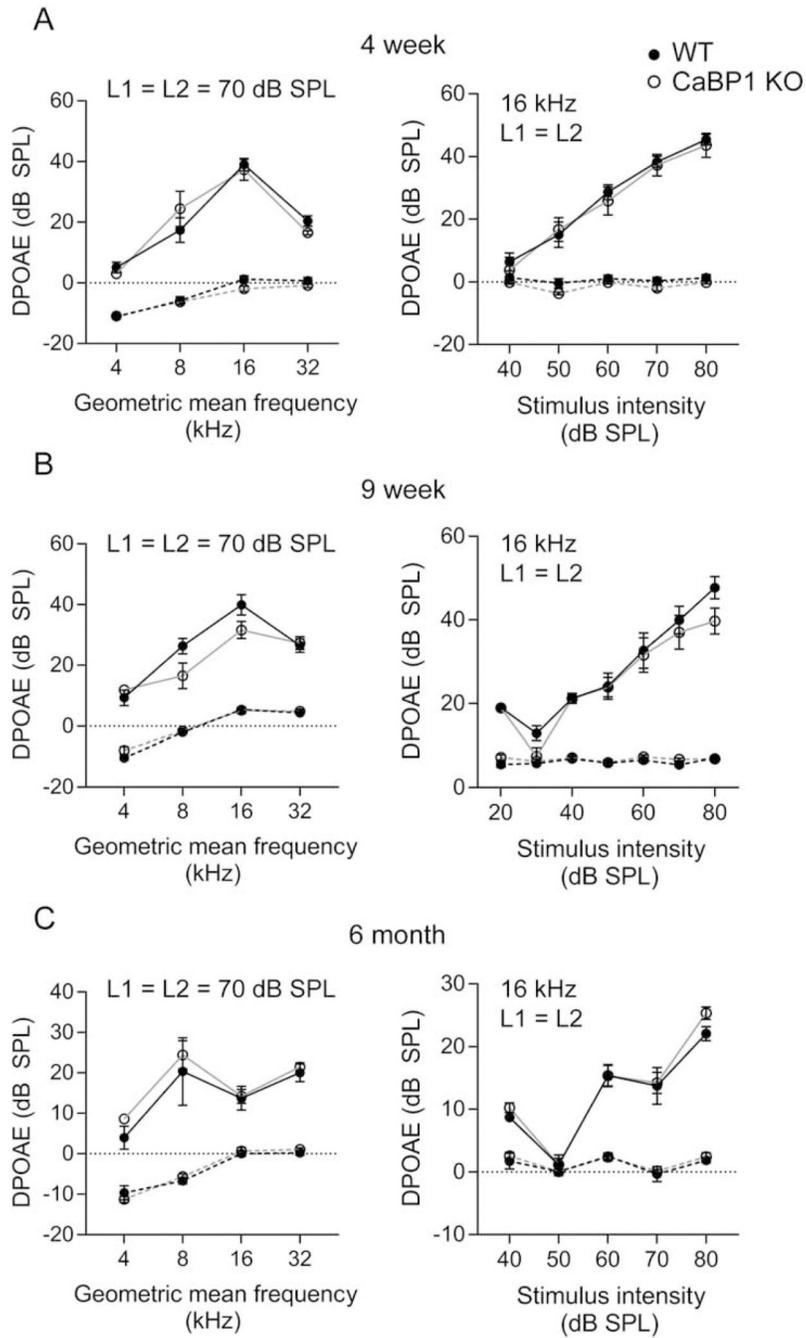 A
4 week
WT
CaBP1 KO
L1 = L2 = 70 dB SPL
60
40
20
0
-20
DPOAE (dB SPL)
4 8 16 32
Geometric mean frequency
(kHz)
16 kHz
L1 = L2
60
40
20
0
-20
DPOAE (dB SPL)
40 50 60 70 80
Stimulus intensity
(dB SPL)
B
9 week
L1 = L2 = 70 dB SPL
60
40
20
0
-20
DPOAE (dB SPL)
4 8 16 32
Geometric mean frequency
(kHz)
16 kHz
L1 = L2
60
40
20
0
DPOAE (dB SPL)
20 40 60 80
Stimulus intensity
(dB SPL)
C
6 month
L1 = L2 = 70 dB SPL
40
30
20
10
0
-10
-20
DPOAE (dB SPL)
4 8 16 32
Geometric mean frequency
(kHz)
16 kHz
L1 = L2
30
20
10
0
-10
DPOAE (dB SPL)
40 50 60 70 80
Stimulus intensity
(dB SPL)